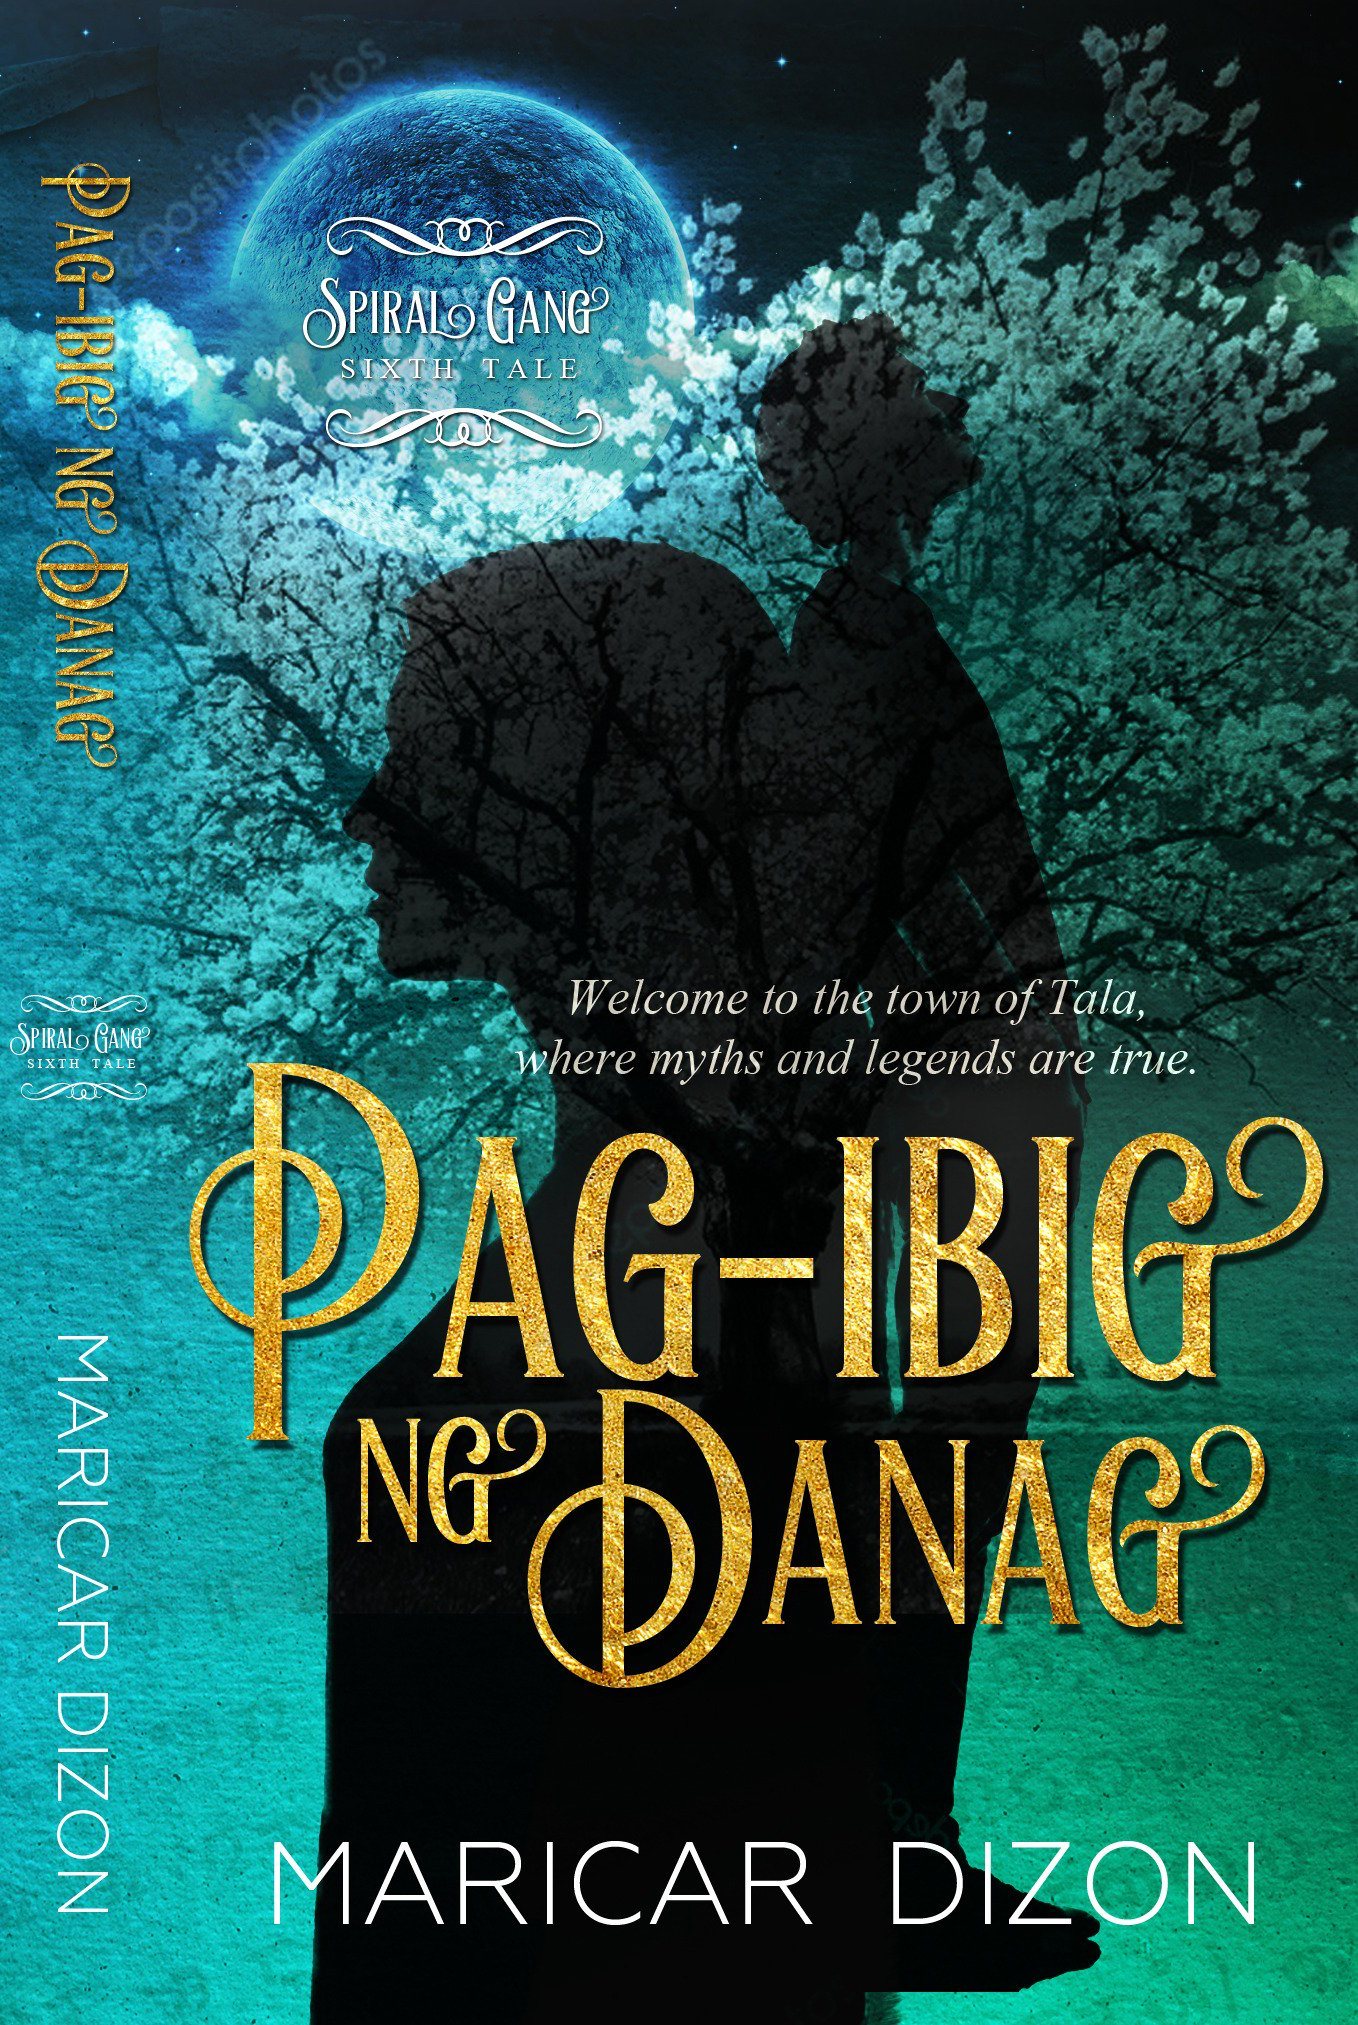 SPIRAL GANG
SIXTH TALE
Welcome to the town of Tala,
where myths and legends are true.
PAG-IBIG
NG DANAG
MARICAR DIZON
PAG-IBIG NG DANAG
SPIRAL GANG
SIXTH TALE
MARICAR DIZON
depositphotos